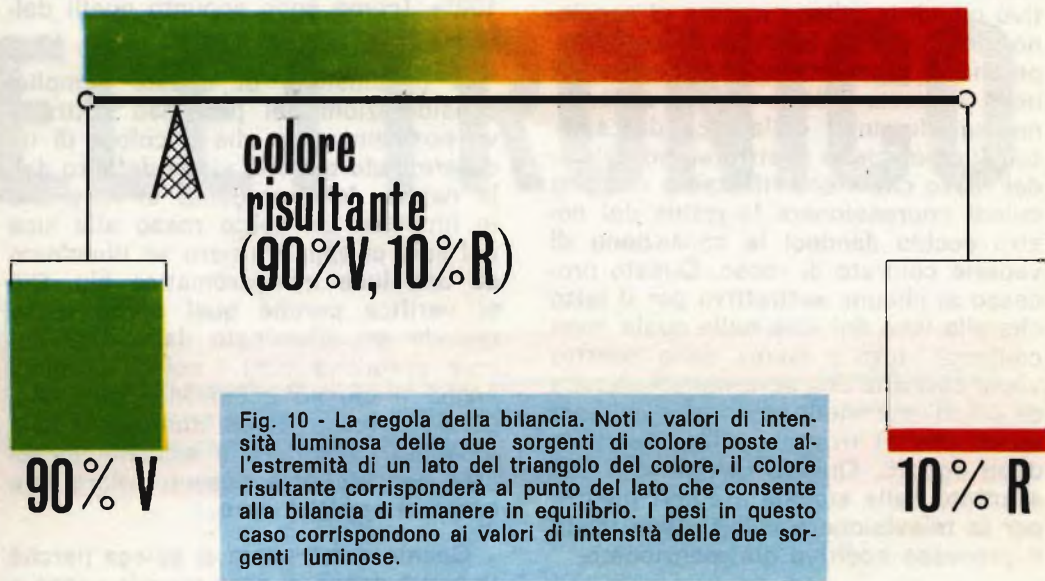 colore
risultante
(90%V, 10%R)
90% V
10% R
Fig. 10 - La regola della bilancia. Noti i valori di inten-
sità luminosa delle due sorgenti di colore poste al-
l'estremità di un lato del triangolo del colore, il colore
risultante corrisponderà al punto del lato che consente
alla bilancia di rimanere in equilibrio. I pesi in questo
caso corrispondono ai valori di intensità delle due sor-
genti luminose.